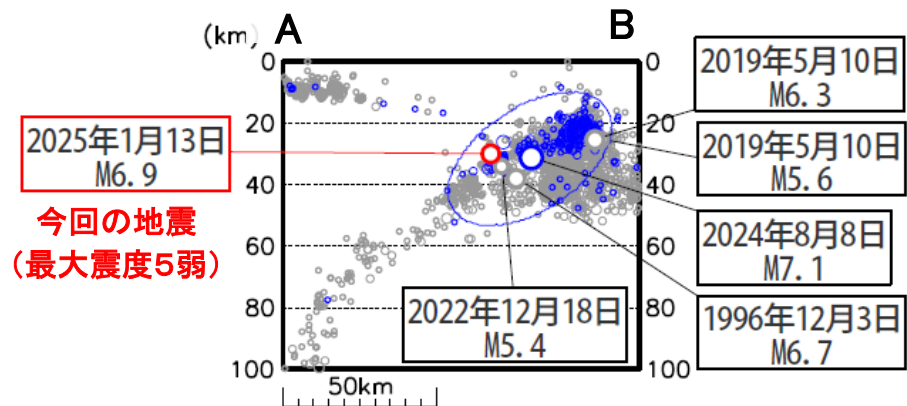 (km)
A
B
0
20
40
60
80
100
0
20
40
60
80
100
2025年1月13日
M6.9
今回の地震
（最大震度５弱）
2019年5月10日
M6.3
2019年5月10日
M5.6
2024年8月8日
M7.1
1996年12月3日
M6.7
2022年12月18日
M5.4
50km